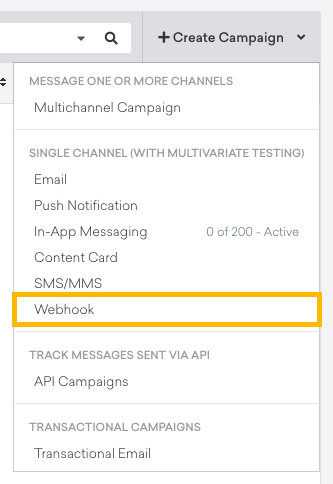 + Create Campaign
MESSAGE ONE OR MORE CHANNELS
Multichannel Campaign
SINGLE CHANNEL (WITH MULTIVARIATE TESTING)
Email
Push Notification
In-App Messaging 0 of 200 - Active
Content Card
SMS/MMS
Webhook
TRACK MESSAGES SENT VIA API
API Campaigns
TRANSACTIONAL CAMPAIGNS
Transactional Email